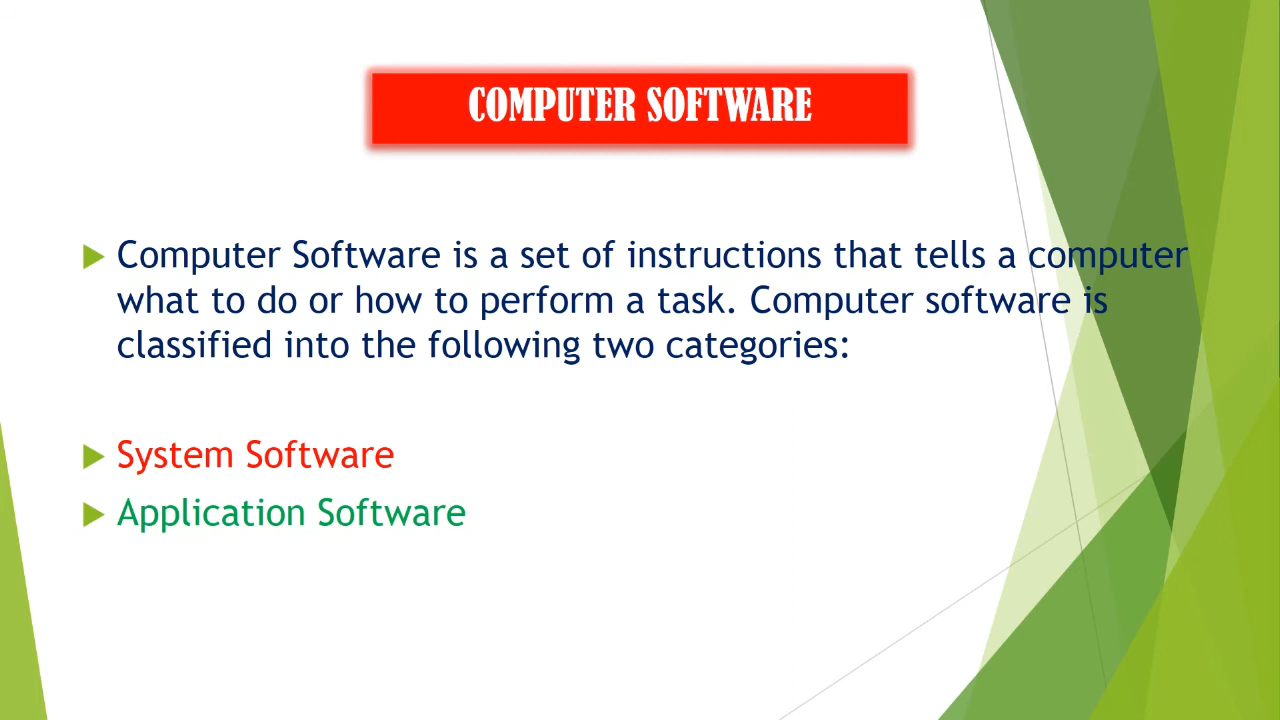 COMPUTER SOFTWARE
Computer Software is a set of instructions that tells a computer
what to do or how to perform a task. Computer software is
classified into the following two categories:
System Software
Application Software